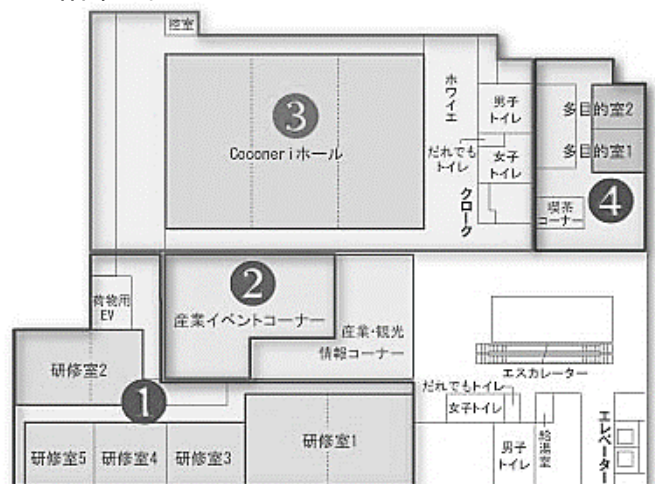 控室
3
Coconeriホール
ホワイエ
男子
トイレ
だれでも
トイレ
女子
トイレ
クローク
多目的室2
多目的室1
喫茶
コーナー
4
2
産業イベントコーナー
産業・観光
情報コーナー
荷物用
EV
研修室2
1
エスカレーター
だれでもトイレ
女子トイレ
男子
トイレ
給湯室
エレベーター
研修室5
研修室4
研修室3
研修室1